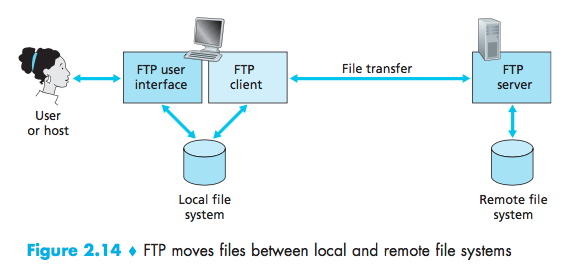 FTP user
interface
FTP
client
File transfer
FTP
server
User
or host
Local file
system
Remote file
system
Figure 2.14 ♦ FTP moves files between local and remote file systems